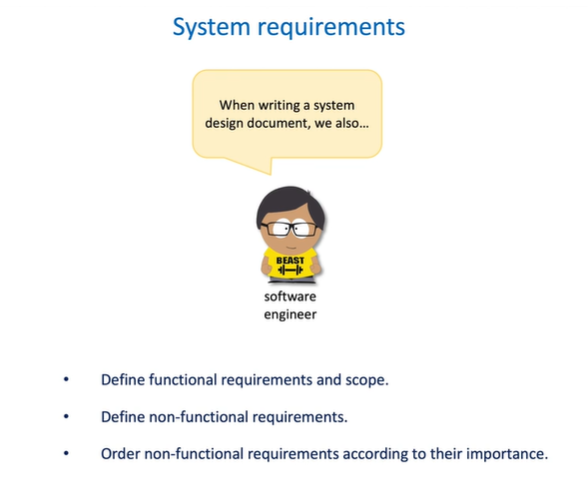 System requirements
When writing a system
design document, we also...
BEAST
software
engineer
• Define functional requirements and scope.
• Define non-functional requirements.
• Order non-functional requirements according to their importance.